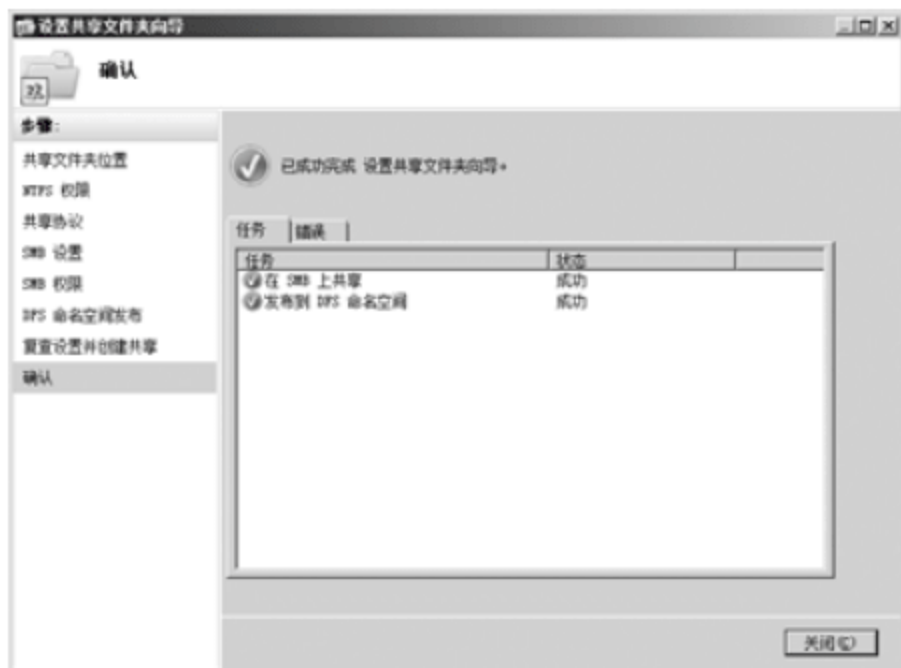 设置共享文件夹向导
确认
步骤:
共享文件夹位置
NTFS 权限
共享协议
SMB 设置
SMB 权限
DFS 命名空间发布
复查设置并创建共享
确认
已成功完成 设置共享文件夹向导。
任务 错误
任务 状态
在 SMB 上共享 成功
发布到 DFS 命名空间 成功
关闭(C)